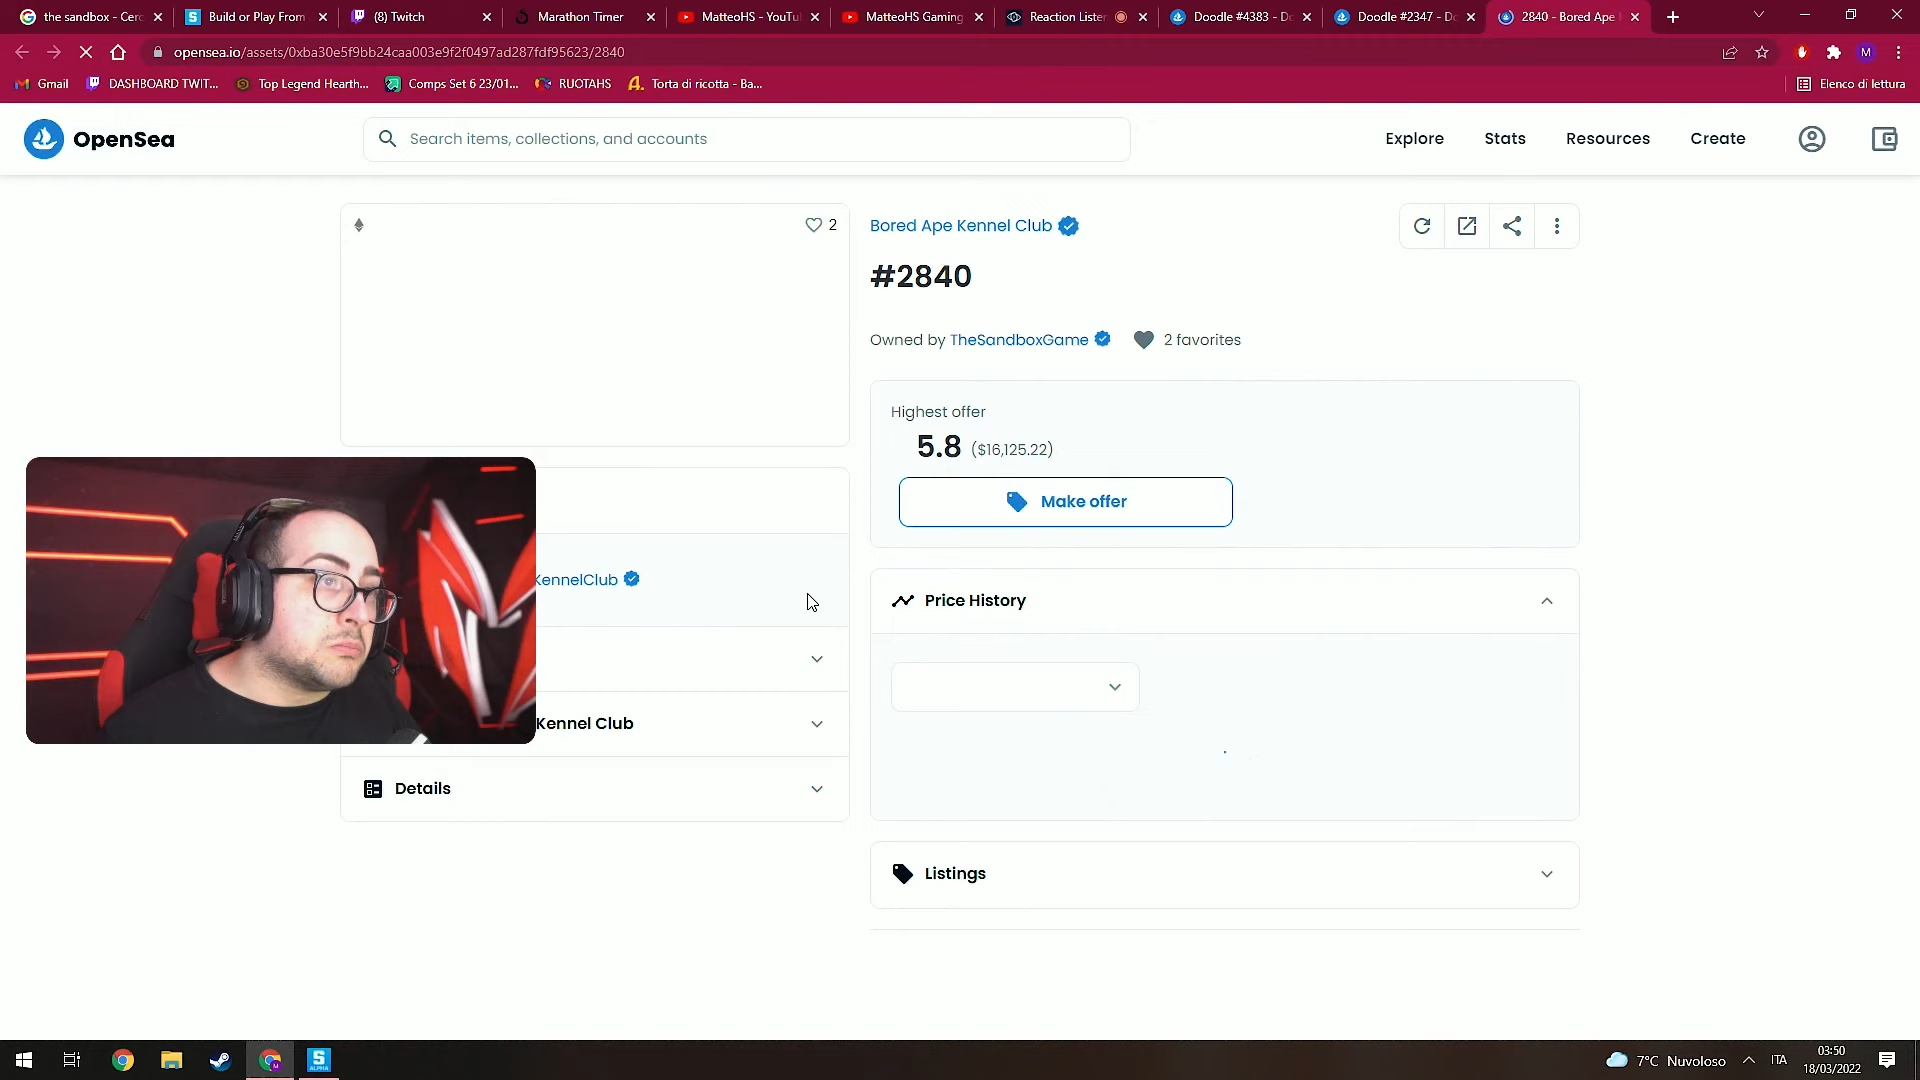 the sandbox - Cerc
Build or Play From
(8) Twitch
Marathon Timer
MatteoHS - YouTu
MatteoHS Gaming
Reaction Lister
Doodle #4383 - Do
Doodle #2347 - Do
2840 - Bored Ape
opensea.io/assets/0xba30e5f9bb24caa003e9f2f0497ad287fdf95623/2840
M
Gmail
DASHBOARD TWIT...
Top Legend Hearth...
Comps Set 6 23/01...
RUOTAHS
Torta di ricotta - Ba...
Elenco di lettura
OpenSea
Search items, collections, and accounts
Explore
Stats
Resources
Create
2
Bored Ape Kennel Club
#2840
Owned by TheSandboxGame
2 favorites
Highest offer
5.8 ($16,125.22)
Make offer
KennelClub
Price History
Kennel Club
Details
Listings
S
ALPHA
7°C Nuvoloso
ITA
03:50
18/03/2022